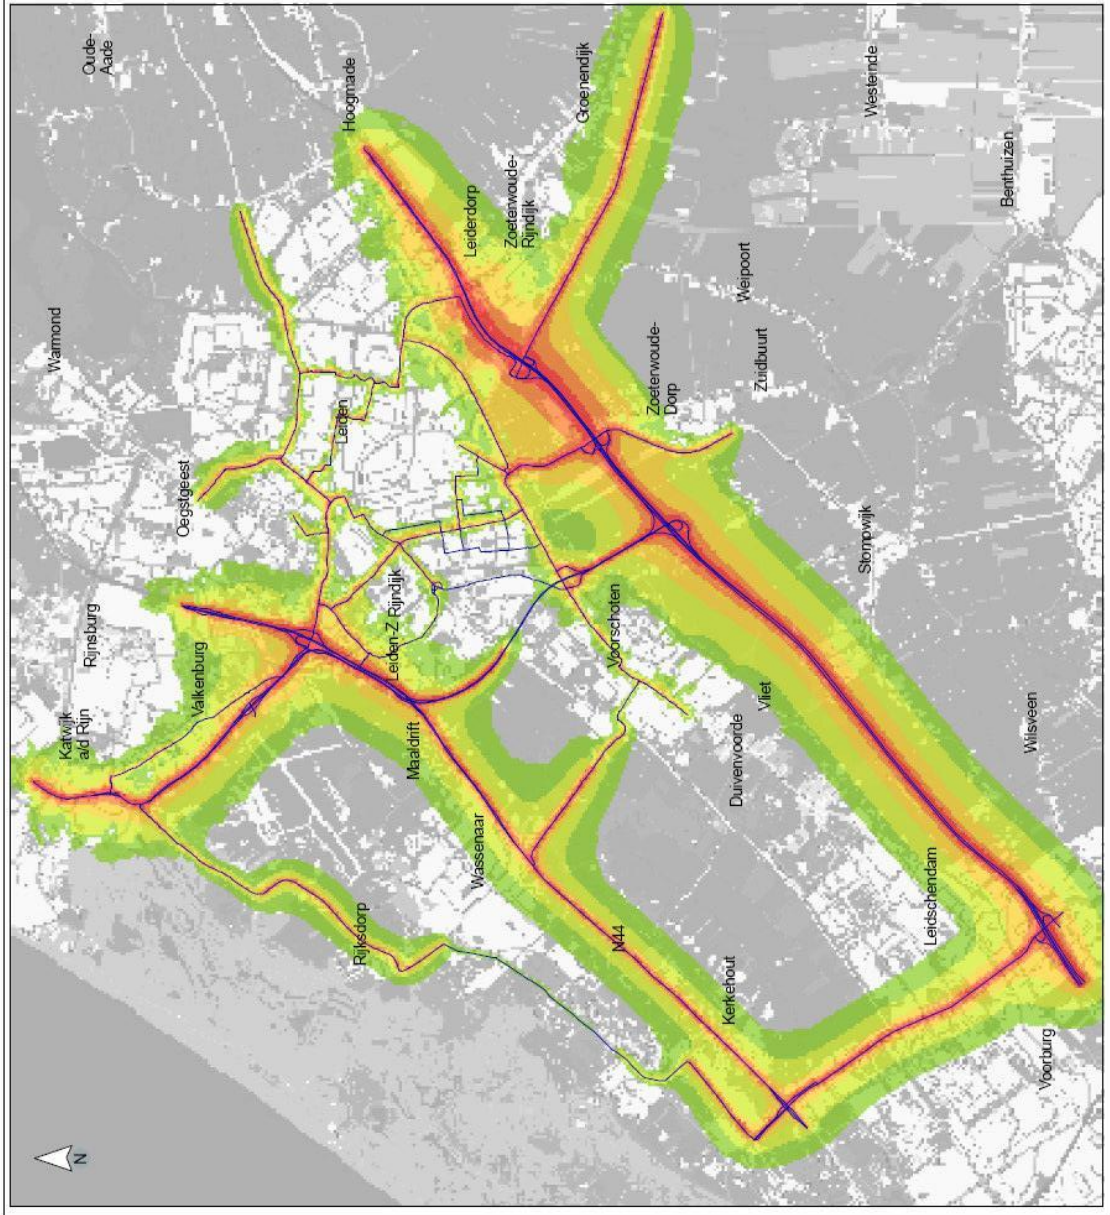 Oude-
Aade
Hoogmade
Groenendijk
Westeinde
Benthuizen
Leiderdorp
Zoeterwoude-
Rijndijk
Weipoort
Warmond
Zuidbuurt
Zoeterwoude-
Dorp
Leiden
Oegstgeest
Stompwijk
Rijnsburg
Leiden-Z Rijndijk
Voorschoten
Valkenburg
Vliet
Katwijk
a/d Rijn
Maaldrift
Duivenvoorde
Wilsveen
Wassenaar
Leidschendam
Rijksdorp
N44
Kerkehout
Voorburg
N